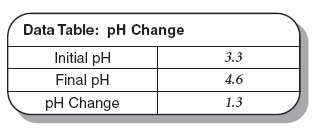 Data Table: pH Change
Initial pH 3.3
Final pH 4.6
pH Change 1.3